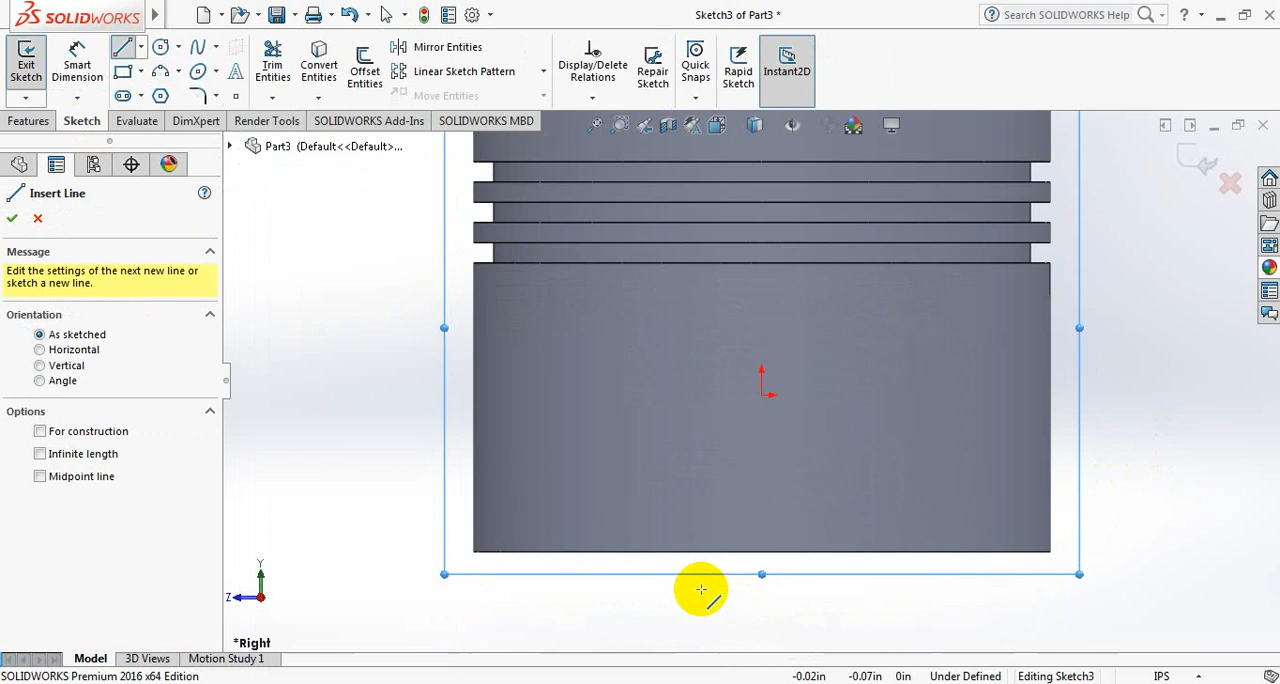 SOLIDWORKS
Sketch3 of Part3 *
Search SOLIDWORKS Help
?
Exit Sketch
Smart Dimension
Trim Entities
Convert Entities
Offset Entities
Mirror Entities
Linear Sketch Pattern
Move Entities
Display/Delete Relations
Repair Sketch
Quick Snaps
Rapid Sketch
Instant2D
Features Sketch Evaluate DimXpert Render Tools SOLIDWORKS Add-Ins SOLIDWORKS MBD
Part3 (Default<<Default>...
Insert Line
?
Message
Edit the settings of the next new line or
sketch a new line.
Orientation
As sketched
Horizontal
Vertical
Angle
Options
For construction
Infinite length
Midpoint line
Y
Z
*Right
Model 3D Views Motion Study 1
SOLIDWORKS Premium 2016 x64 Edition
-0.02in -0.07in 0in Under Defined Editing Sketch3 IPS